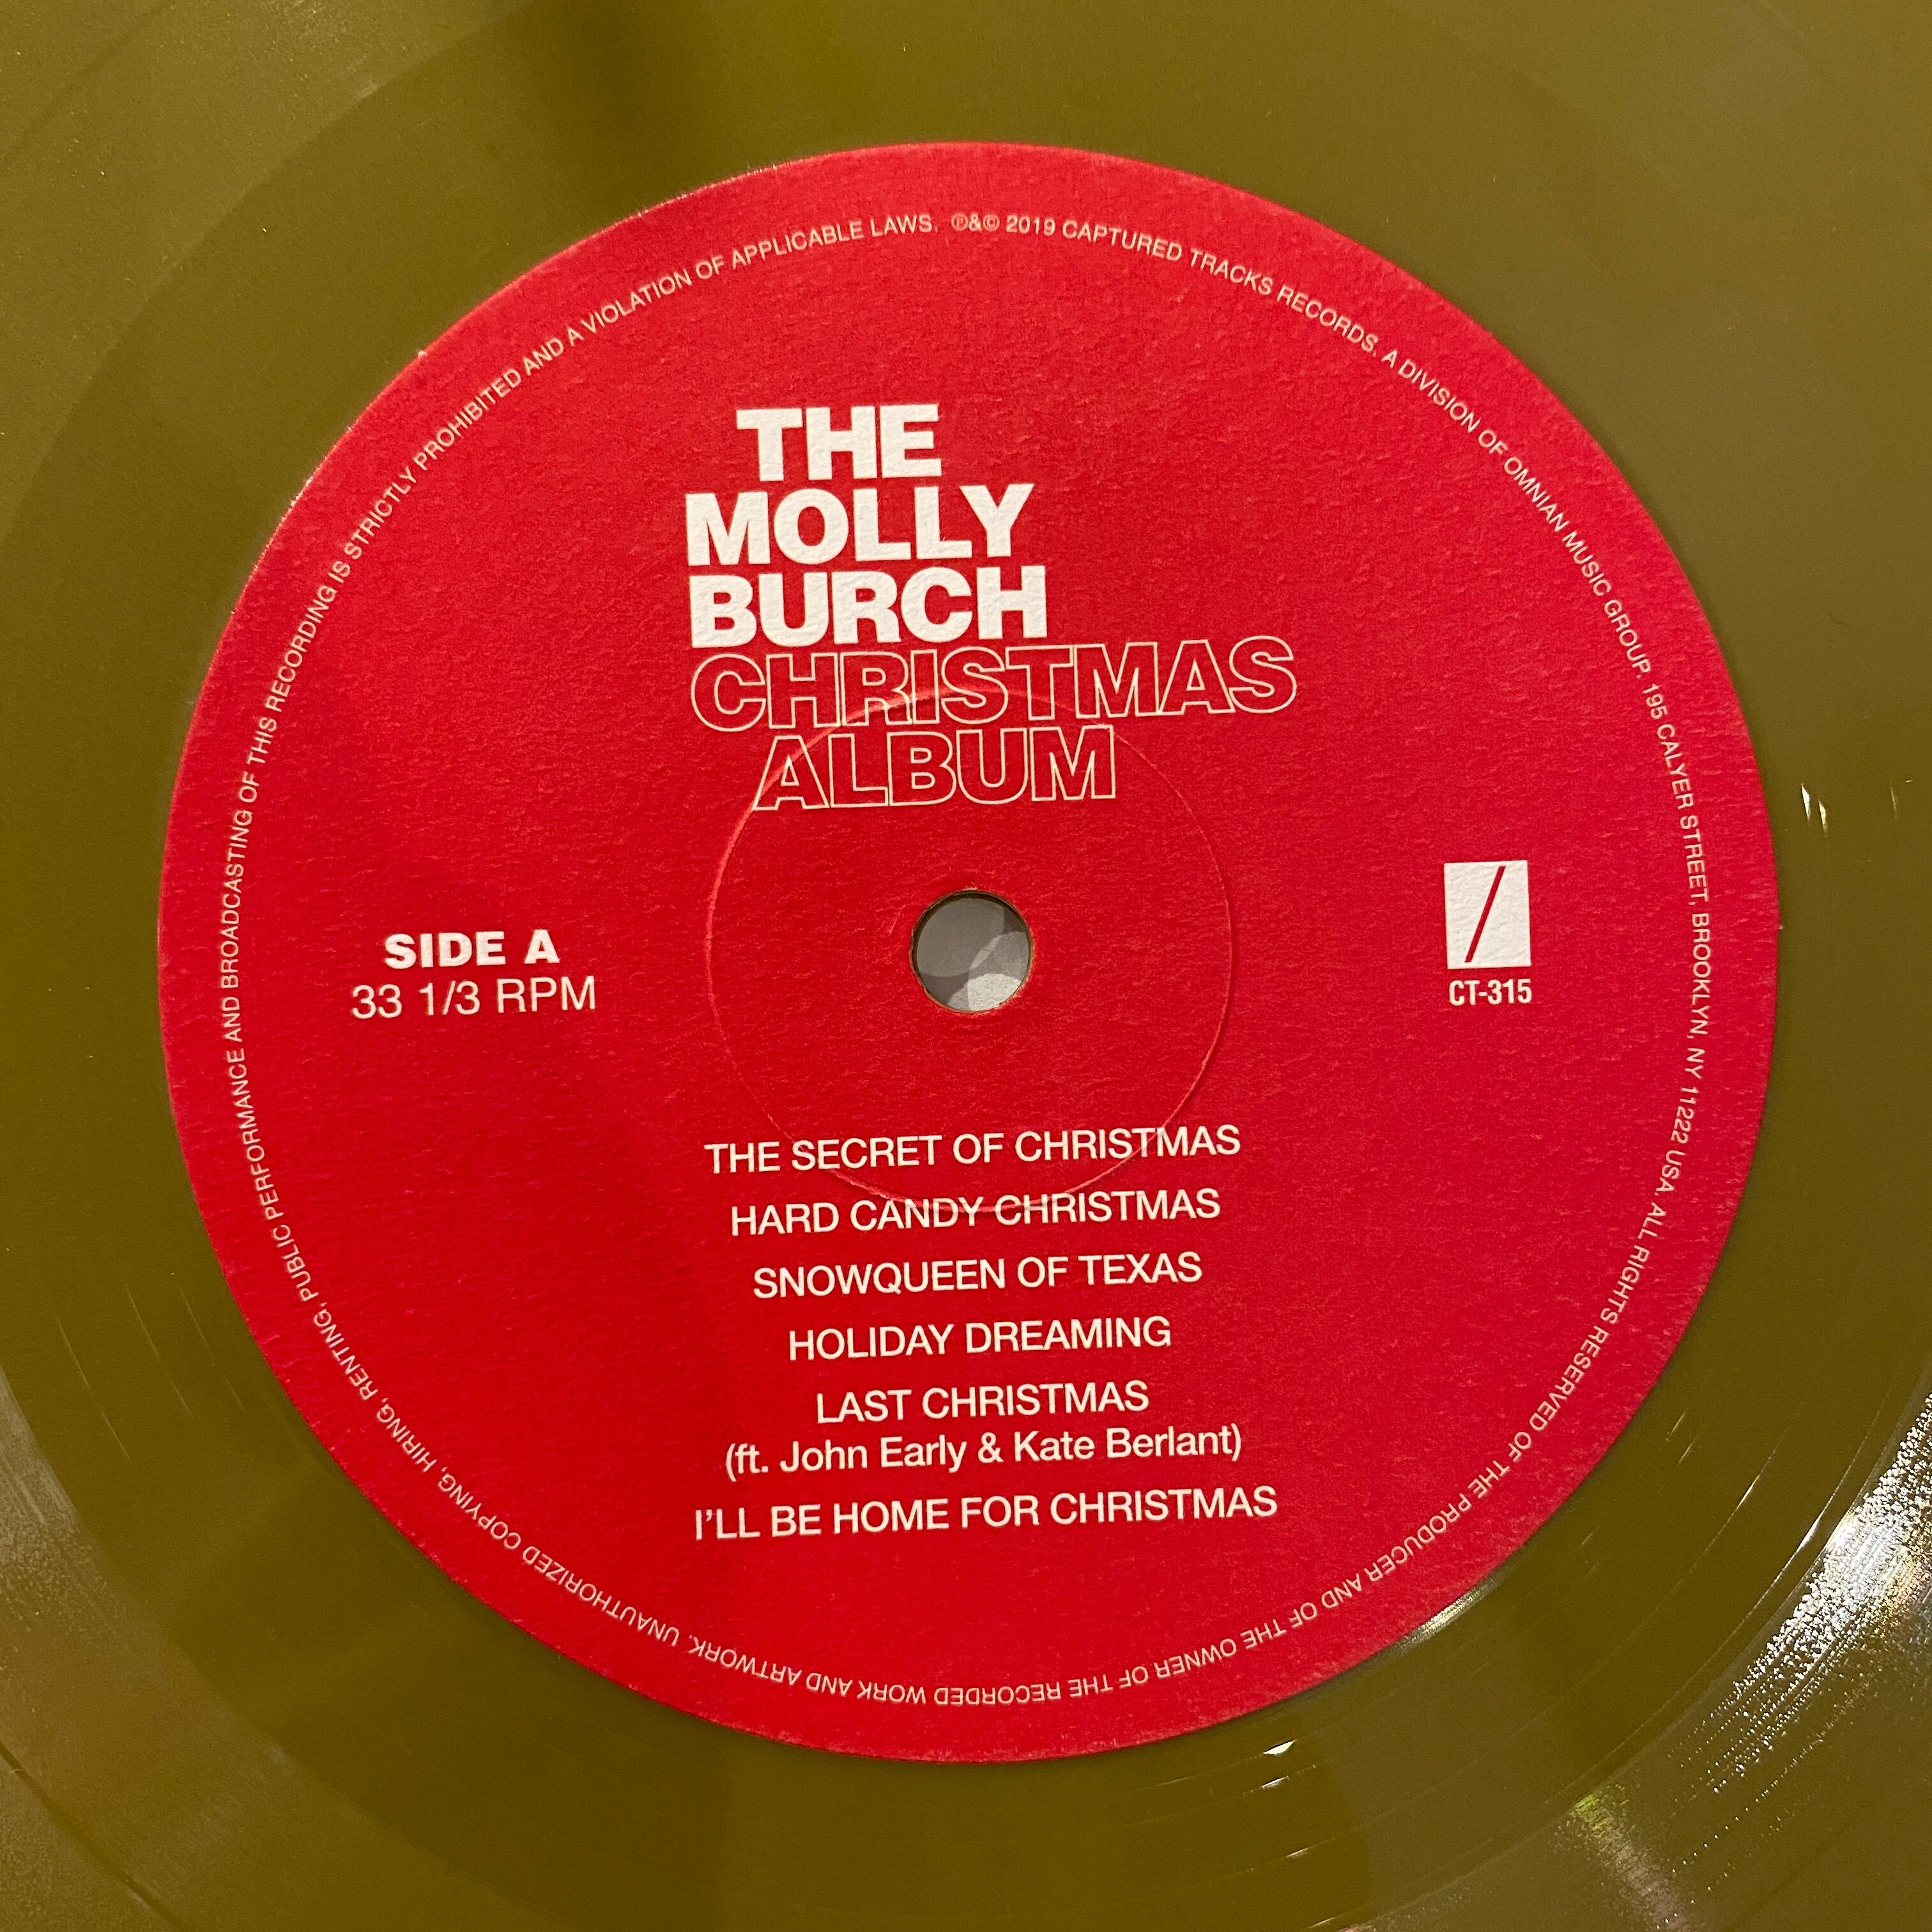 THE
MOLLY
BURCH
CHRISTMAS
ALBUM
SIDE A
33 1/3 RPM
CT-315
THE SECRET OF CHRISTMAS
HARD CANDY CHRISTMAS
SNOWQUEEN OF TEXAS
HOLIDAY DREAMING
LAST CHRISTMAS
(ft. John Early & Kate Berlant)
I'LL BE HOME FOR CHRISTMAS
℗&© 2019 CAPTURED TRACKS RECORDS. A DIVISION OF OMNIAN MUSIC GROUP. 195 CALYER STREET, BROOKLYN, NY 11222 USA. ALL RIGHTS RESERVED OF THE PRODUCER AND OF THE OWNER OF THE RECORDED WORK AND ARTWORK. UNAUTHORIZED COPYING, HIRING, RENTING, PUBLIC PERFORMANCE AND BROADCASTING OF THIS RECORDING IS STRICTLY PROHIBITED AND A VIOLATION OF APPLICABLE LAWS.